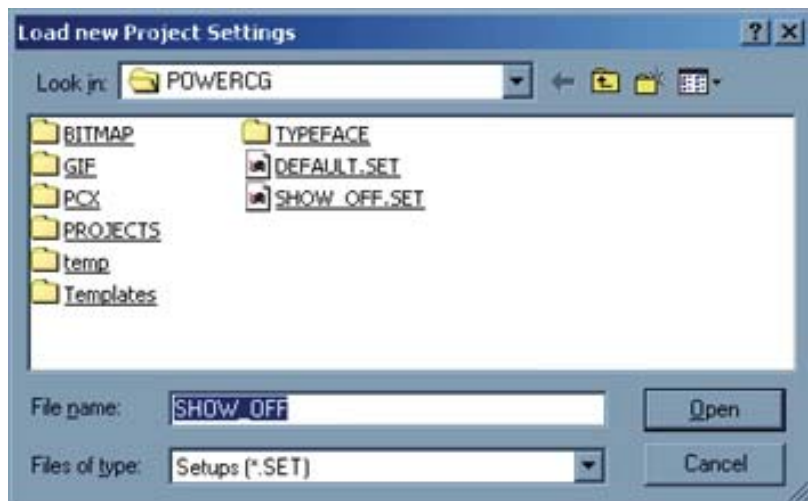 Load new Project Settings
Look in: POWERCG
BITMAP
GIF
PCX
PROJECTS
temp
Templates
TYPEFACE
DEFAULT.SET
SHOW_OFF.SET
File name: SHOW_OFF
Open
Files of type: Setups (*.SET)
Cancel